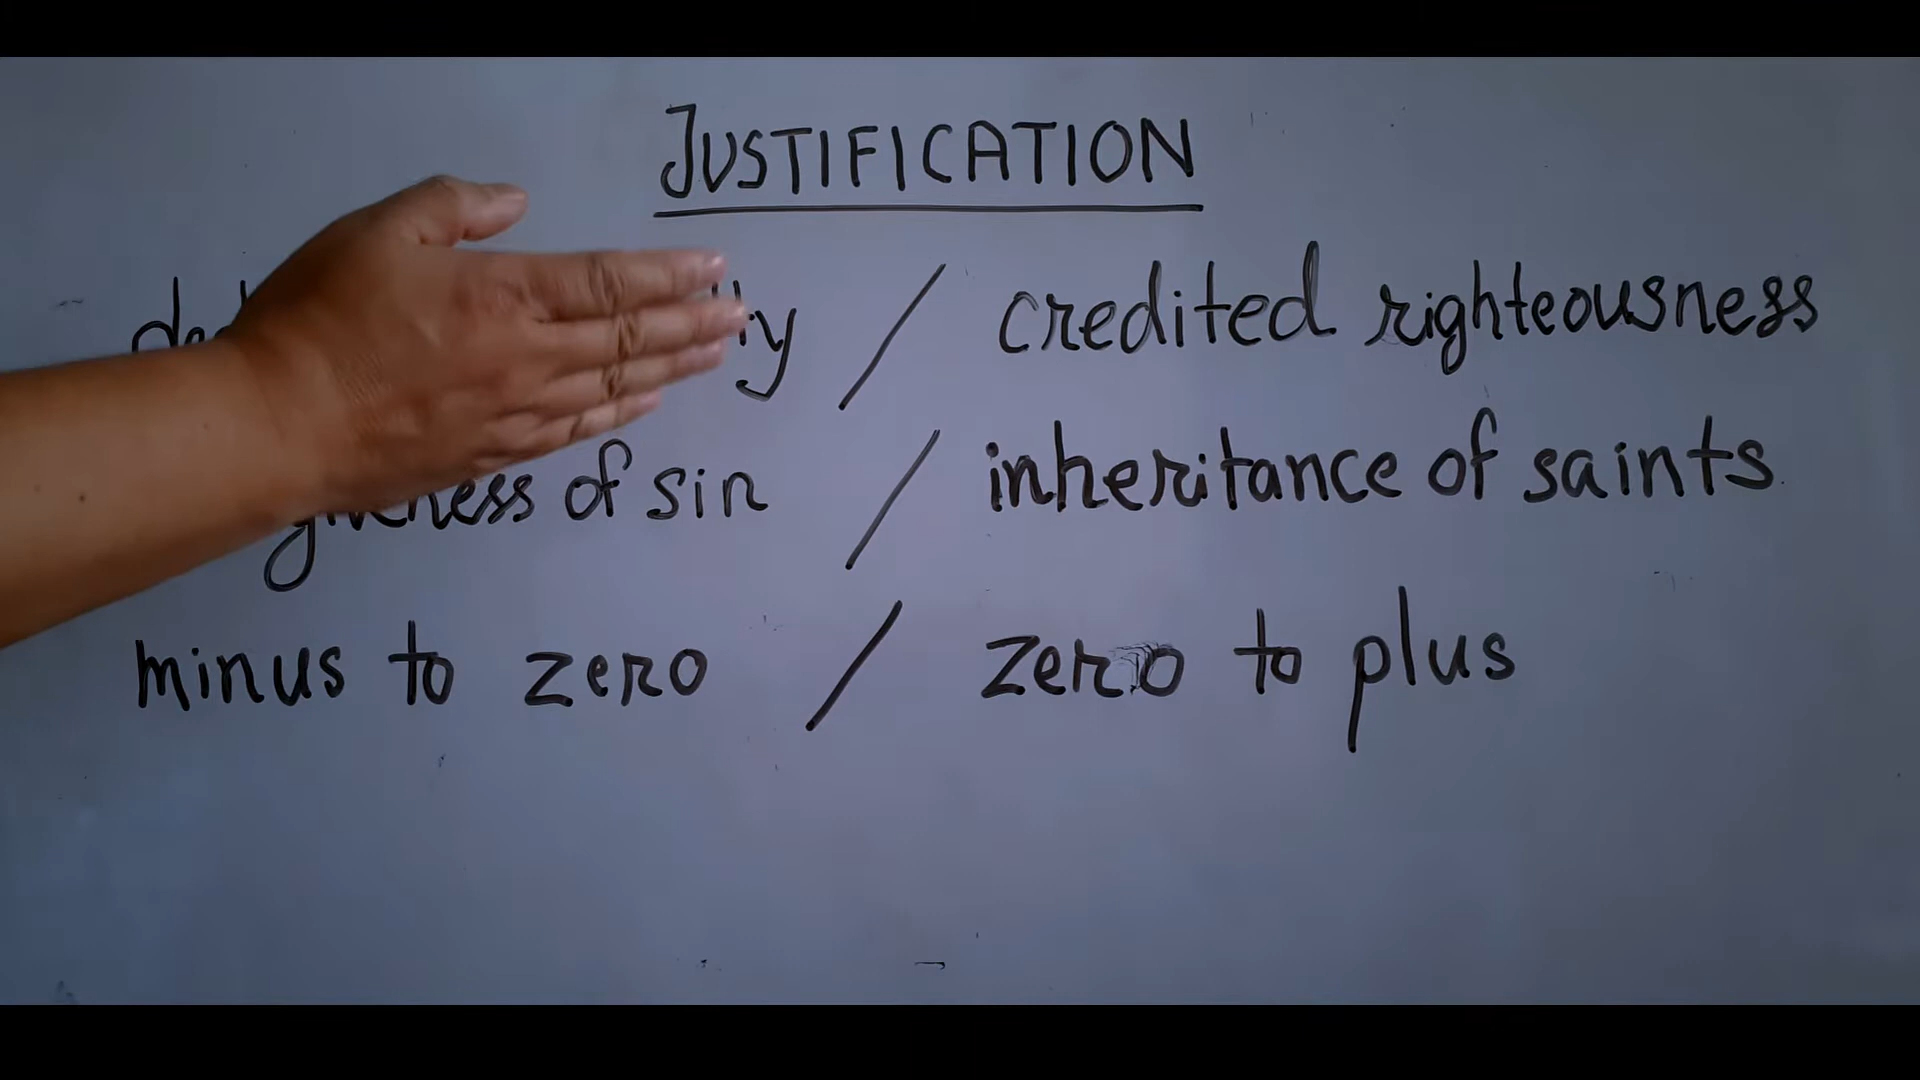 JUSTIFICATION
/ credited righteousness
of sin / inheritance of saints
minus to zero / zero to plus